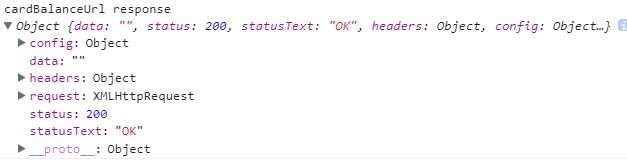 cardBalanceUrl response
Object {data: "", status: 200, statusText: "OK", headers: Object, config: Object…}
config: Object
data: ""
headers: Object
request: XMLHttpRequest
status: 200
statusText: "OK"
__proto__: Object